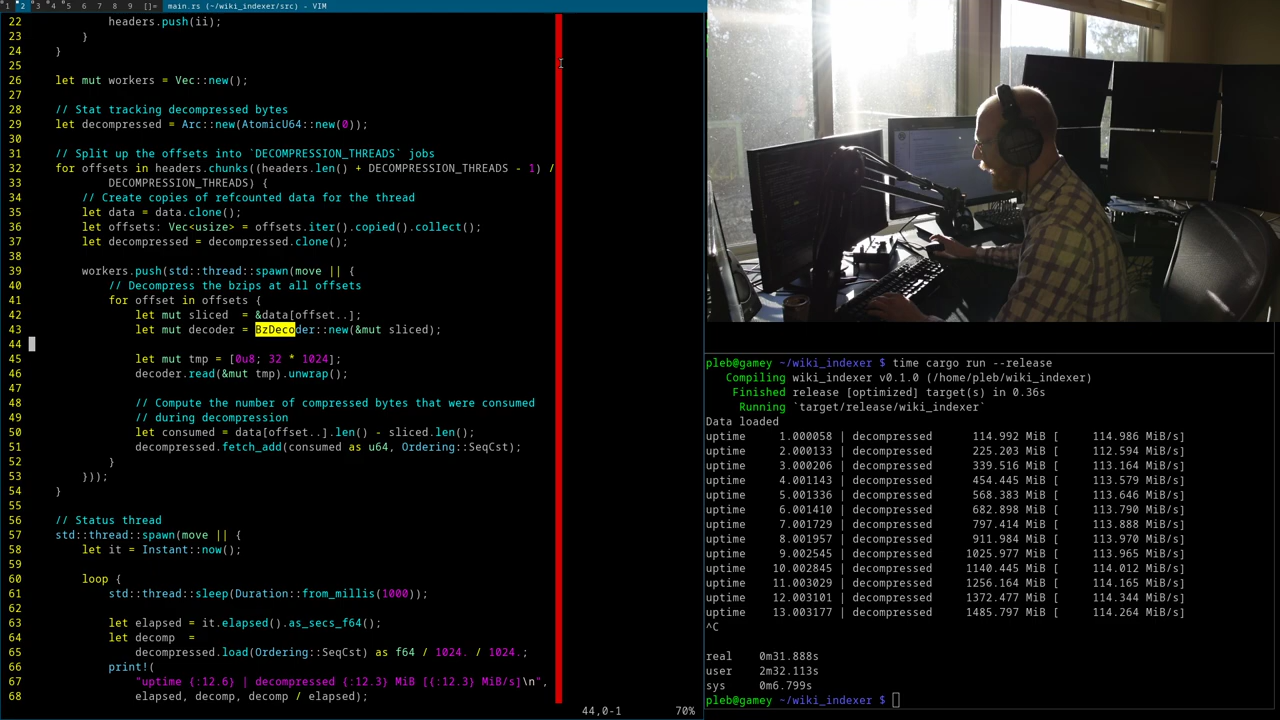 1 2 3 4 5 6 7 8 9 []= main.rs (~/wiki_indexer/src) - VIM
22 headers.push(ii);
23 }
24 }
25
26 let mut workers = Vec::new();
27
28 // Stat tracking decompressed bytes
29 let decompressed = Arc::new(AtomicU64::new(0));
30
31 // Split up the offsets into `DECOMPRESSION_THREADS` jobs
32 for offsets in headers.chunks((headers.len() + DECOMPRESSION_THREADS - 1) /
33 DECOMPRESSION_THREADS) {
34 // Create copies of refcounted data for the thread
35 let data = data.clone();
36 let offsets: Vec<usize> = offsets.iter().copied().collect();
37 let decompressed = decompressed.clone();
38
39 workers.push(std::thread::spawn(move || {
40 // Decompress the bzips at all offsets
41 for offset in offsets {
42 let mut sliced  = &data[offset..];
43 let mut decoder = BzDecoder::new(&mut sliced);
44
45 let mut tmp = [0u8; 32 * 1024];
46 decoder.read(&mut tmp).unwrap();
47
48 // Compute the number of compressed bytes that were consumed
49 // during decompression
50 let consumed = data[offset..].len() - sliced.len();
51 decompressed.fetch_add(consumed as u64, Ordering::SeqCst);
52 }
53 }));
54 }
55
56 // Status thread
57 std::thread::spawn(move || {
58 let it = Instant::now();
59
60 loop {
61 std::thread::sleep(Duration::from_millis(1000));
62
63 let elapsed = it.elapsed().as_secs_f64();
64 let decomp  =
65 decompressed.load(Ordering::SeqCst) as f64 / 1024. / 1024.;
66 print!(
67 "uptime {:12.6} | decompressed {:12.3} MiB [{:12.3} MiB/s]\n",
68 elapsed, decomp, decomp / elapsed);
44,0-1 70%
pleb@gamey ~/wiki_indexer $ time cargo run --release
Compiling wiki_indexer v0.1.0 (/home/pleb/wiki_indexer)
Finished release [optimized] target(s) in 0.36s
Running `target/release/wiki_indexer`
Data loaded
uptime 1.000058 | decompressed 114.992 MiB [ 114.986 MiB/s]
uptime 2.000133 | decompressed 225.203 MiB [ 112.594 MiB/s]
uptime 3.000206 | decompressed 339.516 MiB [ 113.164 MiB/s]
uptime 4.001143 | decompressed 454.445 MiB [ 113.579 MiB/s]
uptime 5.001336 | decompressed 568.383 MiB [ 113.646 MiB/s]
uptime 6.001410 | decompressed 682.898 MiB [ 113.790 MiB/s]
uptime 7.001729 | decompressed 797.414 MiB [ 113.888 MiB/s]
uptime 8.001957 | decompressed 911.984 MiB [ 113.970 MiB/s]
uptime 9.002545 | decompressed 1025.977 MiB [ 113.965 MiB/s]
uptime 10.002845 | decompressed 1140.445 MiB [ 114.012 MiB/s]
uptime 11.003029 | decompressed 1256.164 MiB [ 114.165 MiB/s]
uptime 12.003101 | decompressed 1372.477 MiB [ 114.344 MiB/s]
uptime 13.003177 | decompressed 1485.797 MiB [ 114.264 MiB/s]
^C
real 0m31.888s
user 2m32.113s
sys 0m6.799s
pleb@gamey ~/wiki_indexer $